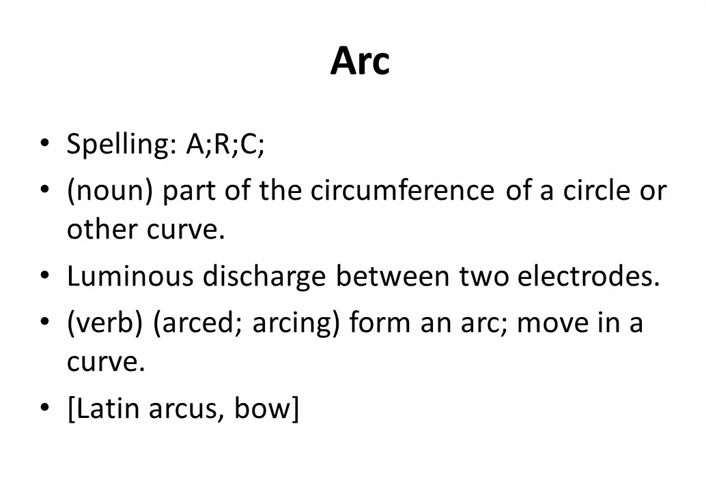 Arc
• Spelling: A;R;C;
• (noun) part of the circumference of a circle or
other curve.
• Luminous discharge between two electrodes.
• (verb) (arced; arcing) form an arc; move in a
curve.
• [Latin arcus, bow]